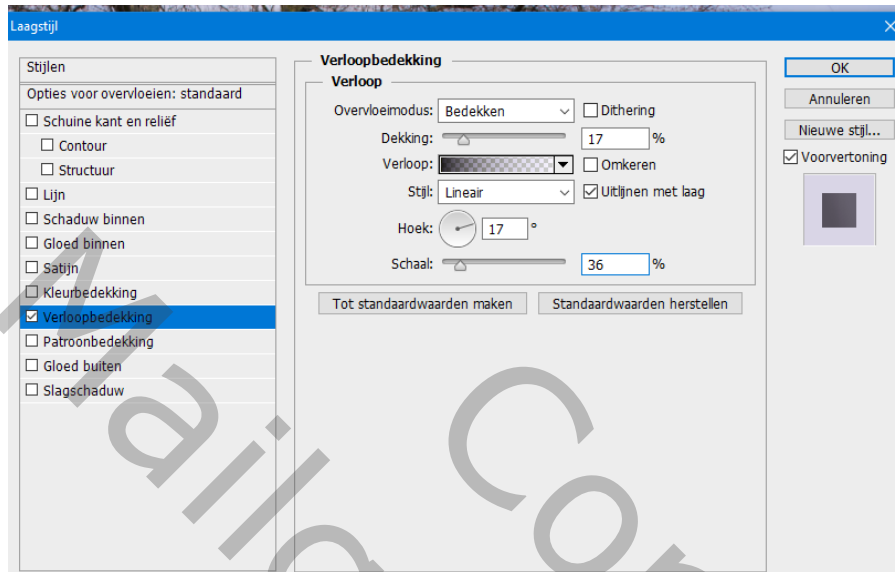 Laagstijl
Stijlen
Opties voor overvloeien: standaard
Schuine kant en reliëf
Contour
Structuur
Lijn
Schaduw binnen
Gloed binnen
Satijn
Kleurbedekking
Verloopbedekking
Patroonbedekking
Gloed buiten
Slagschaduw
Verloopbedekking
Verloop
Overvloeimodus: Bedekken Dithering
Dekking: 17 %
Verloop: Omkeren
Stijl: Lineair Uitlijnen met laag
Hoek: 17 °
Schaal: 36 %
Tot standaardwaarden maken Standaardwaarden herstellen
OK
Annuleren
Nieuwe stijl...
Voorvertoning